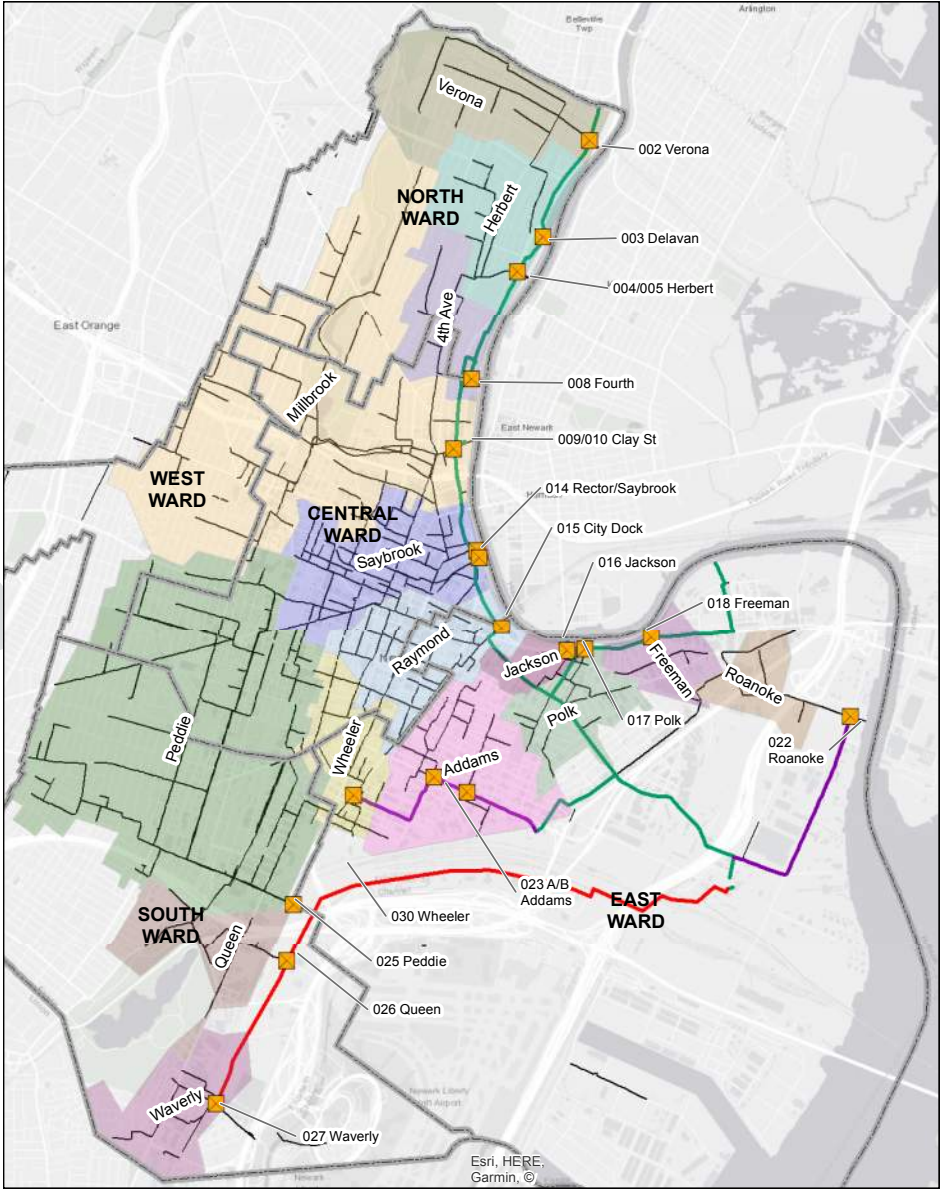 Arlington
Belleville
Twp
Verona
002 Verona
NORTH
WARD
Herbert
003 Delavan
004/005 Herbert
4th Ave
East Orange
008 Fourth
Millbrook
East Newark
009/010 Clay St
WEST
WARD
014 Rector/Saybrook
CENTRAL
WARD
015 City Dock
Saybrook
016 Jackson
018 Freeman
Raymond
Jackson
Freeman
Roanoke
Polk
017 Polk
Peddie
Wheeler
022
Roanoke
Addams
023 A/B
Addams
EAST
WARD
030 Wheeler
SOUTH
WARD
Queen
025 Peddie
026 Queen
Newark Liberty
Waverly
027 Waverly
Newark
Esri, HERE,
Garmin, ©